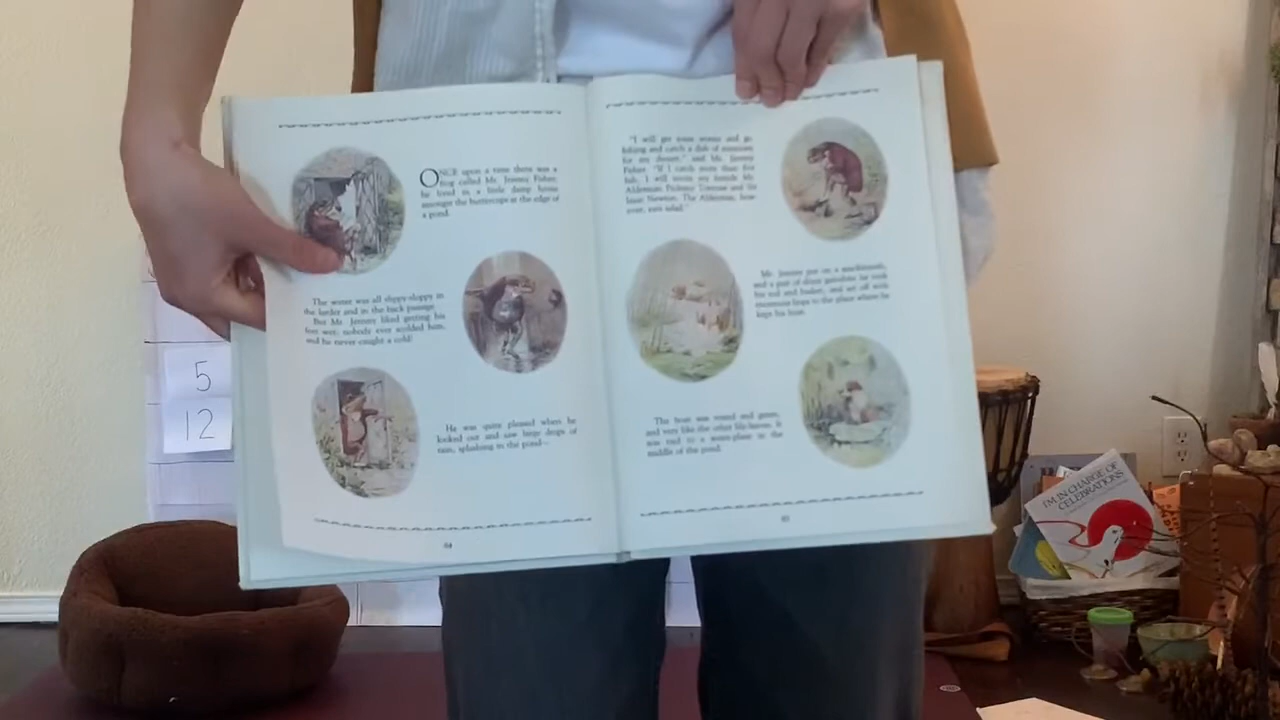 ONCE upon a time there was a
frog called Mr. Jeremy Fisher;
he lived in a little damp house
amongst the buttercups at the edge of
a pond.
The water was all slippy-sloppy in
the larder and in the back passage.
But Mr. Jeremy liked getting his
feet wet; nobody ever scolded him,
and he never caught a cold!
He was quite pleased when he
looked out and saw large drops of
rain, splashing in the pond—
"I will get some worms and go
fishing and catch a dish of minnows
for my dinner," said Mr. Jeremy
Fisher. "If I catch more than five
fish, I will invite my friends Mr.
Alderman Ptolemy Tortoise and Sir
Isaac Newton. The Alderman, how-
ever, eats salad."
Mr. Jeremy put on a macintosh,
and a pair of shiny goloshes; he took
his rod and basket, and set off with
enormous hops to the place where he
kept his boat.
The boat was round and green,
and very like the other lily-leaves. It
was tied to a water-plant in the
middle of the pond.
5
12
I'M IN CHARGE OF
CELEBRATIONS